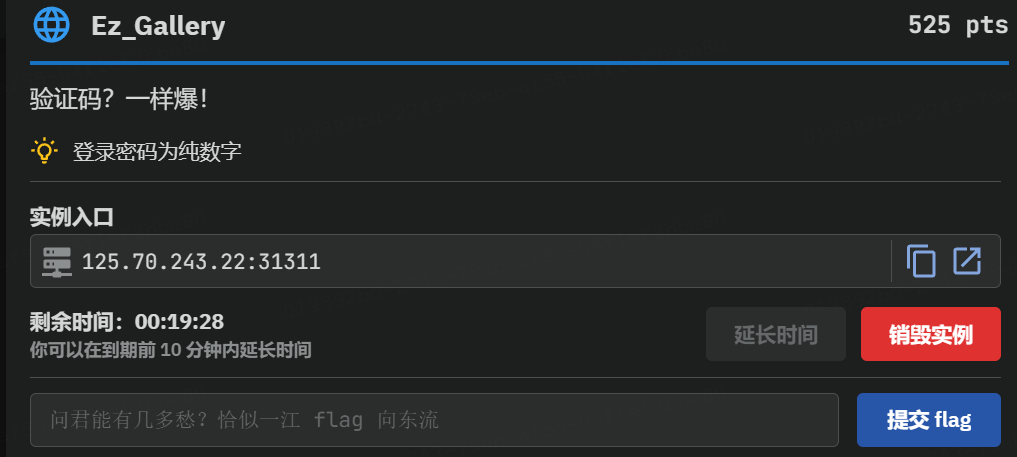 Ez_Gallery
525 pts
验证码？一样爆！
登录密码为纯数字
实例入口
125.70.243.22:31311
剩余时间：00:19:28
你可以在到期前 10 分钟内延长时间
延长时间
销毁实例
问君能有几多愁？恰似一江 flag 向东流
提交 flag